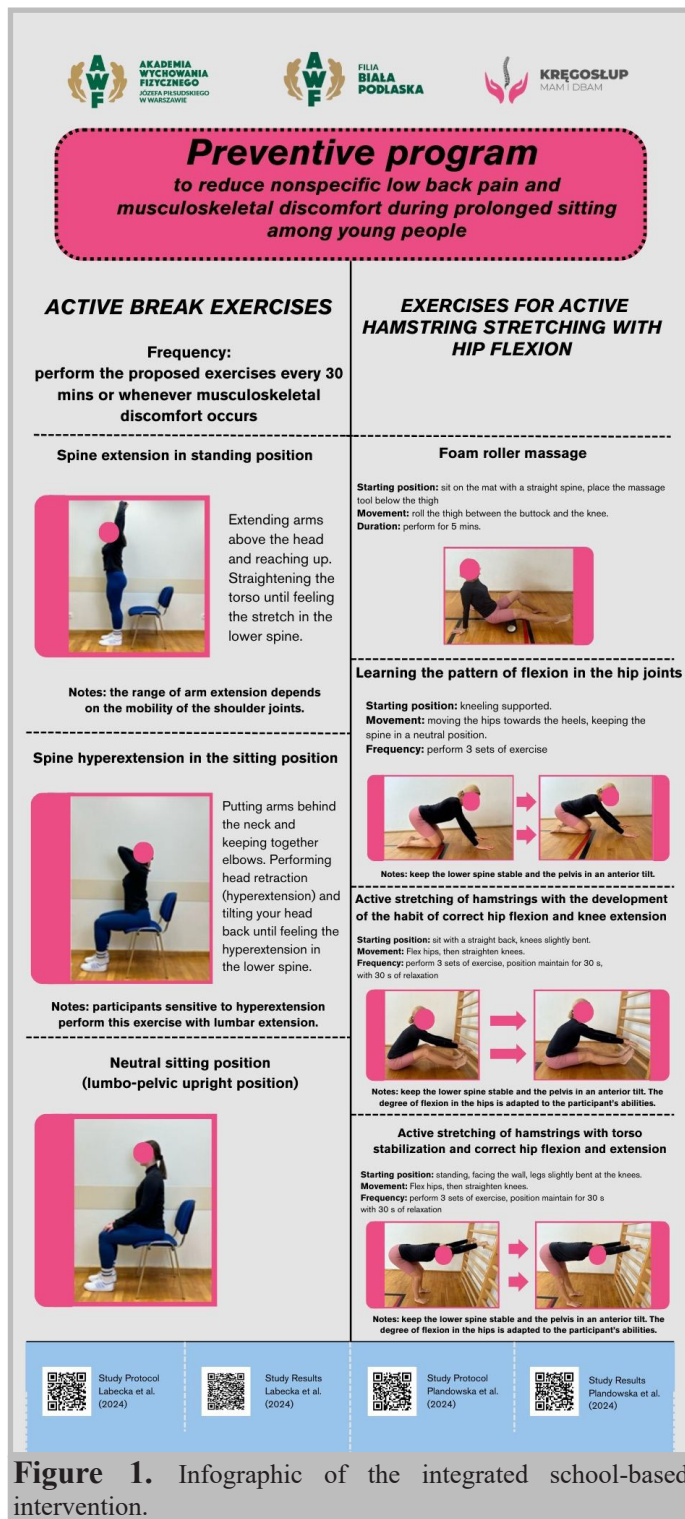 AWF
AKADEMIA
WYCHOWANIA
FIZYCZNEGO
JÓZEFA PIŁSUDSKIEGO
W WARSZAWIE
AWF
FILIA
BIAŁA
PODLASKA
KRĘGOSŁUP
MAM I DBAM
Preventive program
to reduce nonspecific low back pain and
musculoskeletal discomfort during prolonged sitting
among young people
ACTIVE BREAK EXERCISES
Frequency:
perform the proposed exercises every 30
mins or whenever musculoskeletal
discomfort occurs
Spine extension in standing position
Extending arms
above the head
and reaching up.
Straightening the
torso until feeling
the stretch in the
lower spine.
Notes: the range of arm extension depends
on the mobility of the shoulder joints.
Spine hyperextension in the sitting position
Putting arms behind
the neck and
keeping together
elbows. Performing
head retraction
(hyperextension) and
tilting your head
back until feeling the
hyperextension in
the lower spine.
Notes: participants sensitive to hyperextension
perform this exercise with lumbar extension.
Neutral sitting position
(lumbo-pelvic upright position)
EXERCISES FOR ACTIVE
HAMSTRING STRETCHING WITH
HIP FLEXION
Foam roller massage
Starting position: sit on the mat with a straight spine, place the massage
tool below the thigh
Movement: roll the thigh between the buttock and the knee.
Duration: perform for 5 mins.
Learning the pattern of flexion in the hip joints
Starting position: kneeling supported.
Movement: moving the hips towards the heels, keeping the
spine in a neutral position.
Frequency: perform 3 sets of exercise
Notes: keep the lower spine stable and the pelvis in an anterior tilt.
Active stretching of hamstrings with the development
of the habit of correct hip flexion and knee extension
Starting position: sit with a straight back, knees slightly bent.
Movement: Flex hips, then straighten knees.
Frequency: perform 3 sets of exercise, position maintain for 30 s,
with 30 s of relaxation
Notes: keep the lower spine stable and the pelvis in an anterior tilt. The
degree of flexion in the hips is adapted to the participant's abilities.
Active stretching of hamstrings with torso
stabilization and correct hip flexion and extension
Starting position: standing, facing the wall, legs slightly bent at the knees.
Movement: Flex hips, then straighten knees.
Frequency: perform 3 sets of exercise, position maintain for 30 s
with 30 s of relaxation
Notes: keep the lower spine stable and the pelvis in an anterior tilt. The
degree of flexion in the hips is adapted to the participant's abilities.
Study Protocol
Labecka et al.
(2024)
Study Results
Labecka et al.
(2024)
Study Protocol
Plandowska et al.
(2024)
Study Results
Plandowska et al.
(2024)
Figure 1. Infographic of the integrated school-based
intervention.